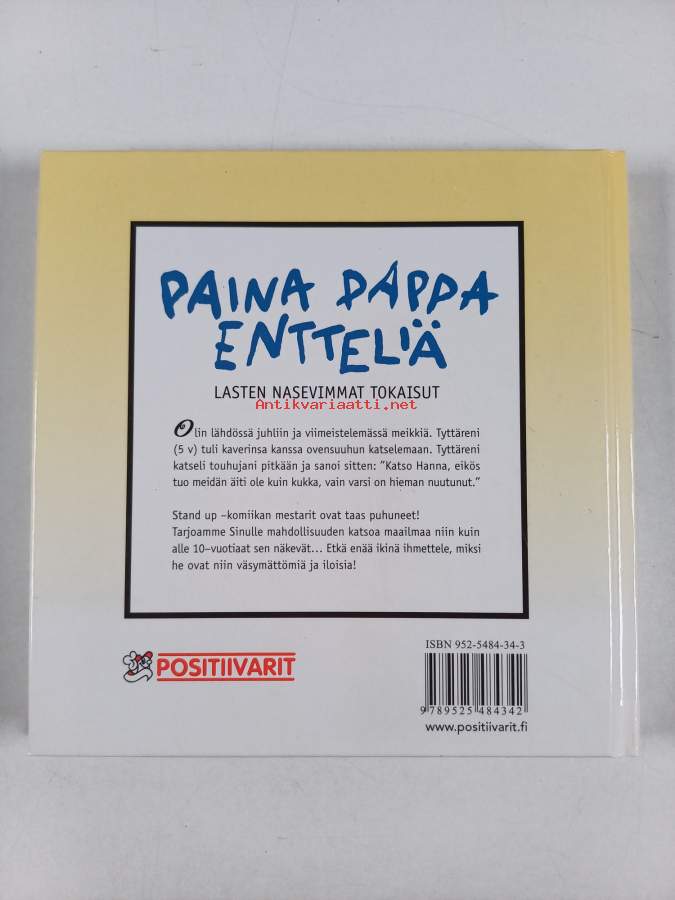 PAINA PAPPA
ENTTELIÄ
LASTEN NASEVIMMAT TOKAISUT
Antikvariaatti.net
Olin lähdössä juhliin ja viimeistelemässä meikkiä. Tyttäreni
(5 v) tuli kaverinsa kanssa ovensuuhun katselemaan. Tyttäreni
katseli touhujani pitkään ja sanoi sitten: “Katso Hanna, eikös
tuo meidän äiti ole kuin kukka, vain varsi on hieman nuutunut.”
Stand up –komiikan mestarit ovat taas puhuneet!
Tarjoamme Sinulle mahdollisuuden katsoa maailmaa niin kuin
alle 10–vuotiaat sen näkevät... Etkä enää ikinä ihmettele, miksi
he ovat niin väsymättömiä ja iloisia!
POSITIIVARIT
ISBN 952-5484-34-3
9 789525 484342
www.positiivarit.fi